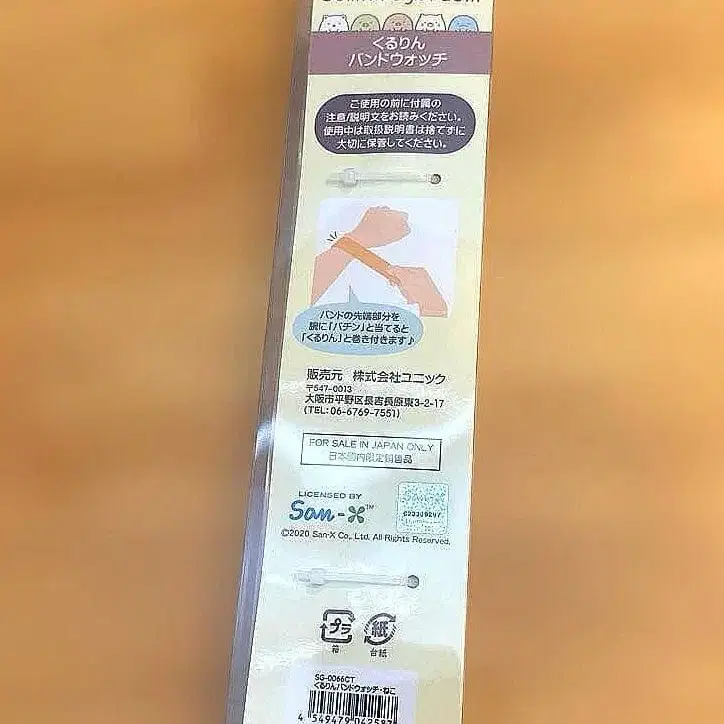 くるりん
バンドウォッチ
ご使用の前に付属の
注意/説明文をお読みください。
使用中は取扱説明書は捨てずに
大切に保管してください。
バンドの先端部分を
腕に「パチン」と当てると
「くるりん」と巻き付きます♪
販売元 株式会社ユニック
〒547-0013
大阪市平野区長吉長原東3-2-17
(TEL:06-6769-7551)
FOR SALE IN JAPAN ONLY
日本国内限定販売品
LICENSED BY
San-X™
San-X
©2020 San-X Co., Ltd. All Rights Reserved.
プラ
紙
箱
台紙
SG-0066CT
くるりんバンドウォッチ・ねこ